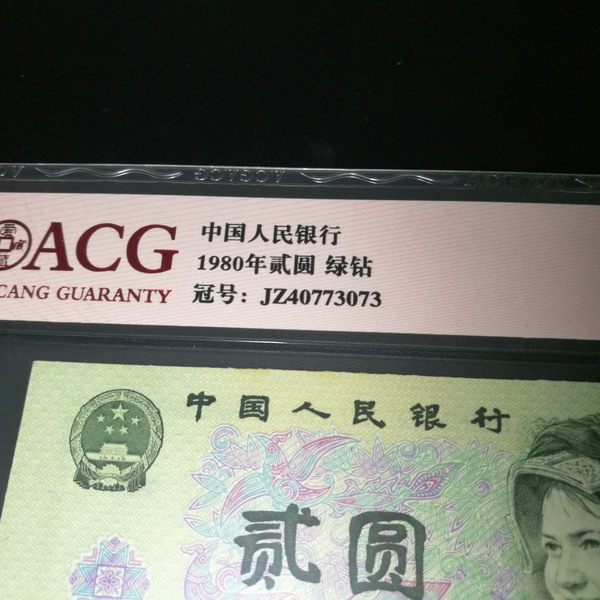 ACG
CANG GUARANTY
中国人民银行
1980年贰圆 绿钻
冠号：JZ40773073
中国人民银行
贰圆